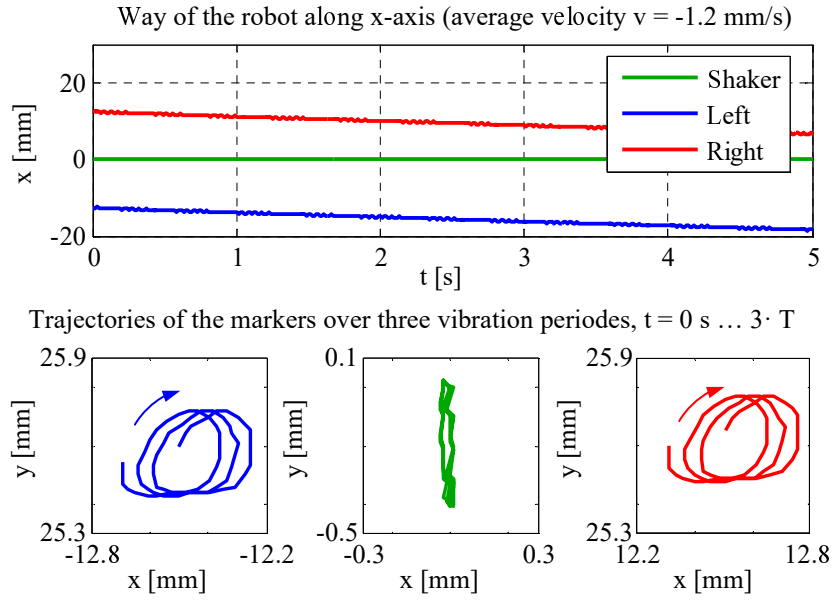 Way of the robot along x-axis (average velocity v = -1.2 mm/s)
x [mm]
20
0
-20
Shaker
Left
Right
0 1 2 3 4 5
t [s]
Trajectories of the markers over three vibration periodes, t = 0 s … 3· T
y [mm]
25.9
25.3
-12.8 -12.2
x [mm]
y [mm]
0.1
-0.5
-0.3 0.3
x [mm]
y [mm]
25.9
25.3
12.2 12.8
x [mm]